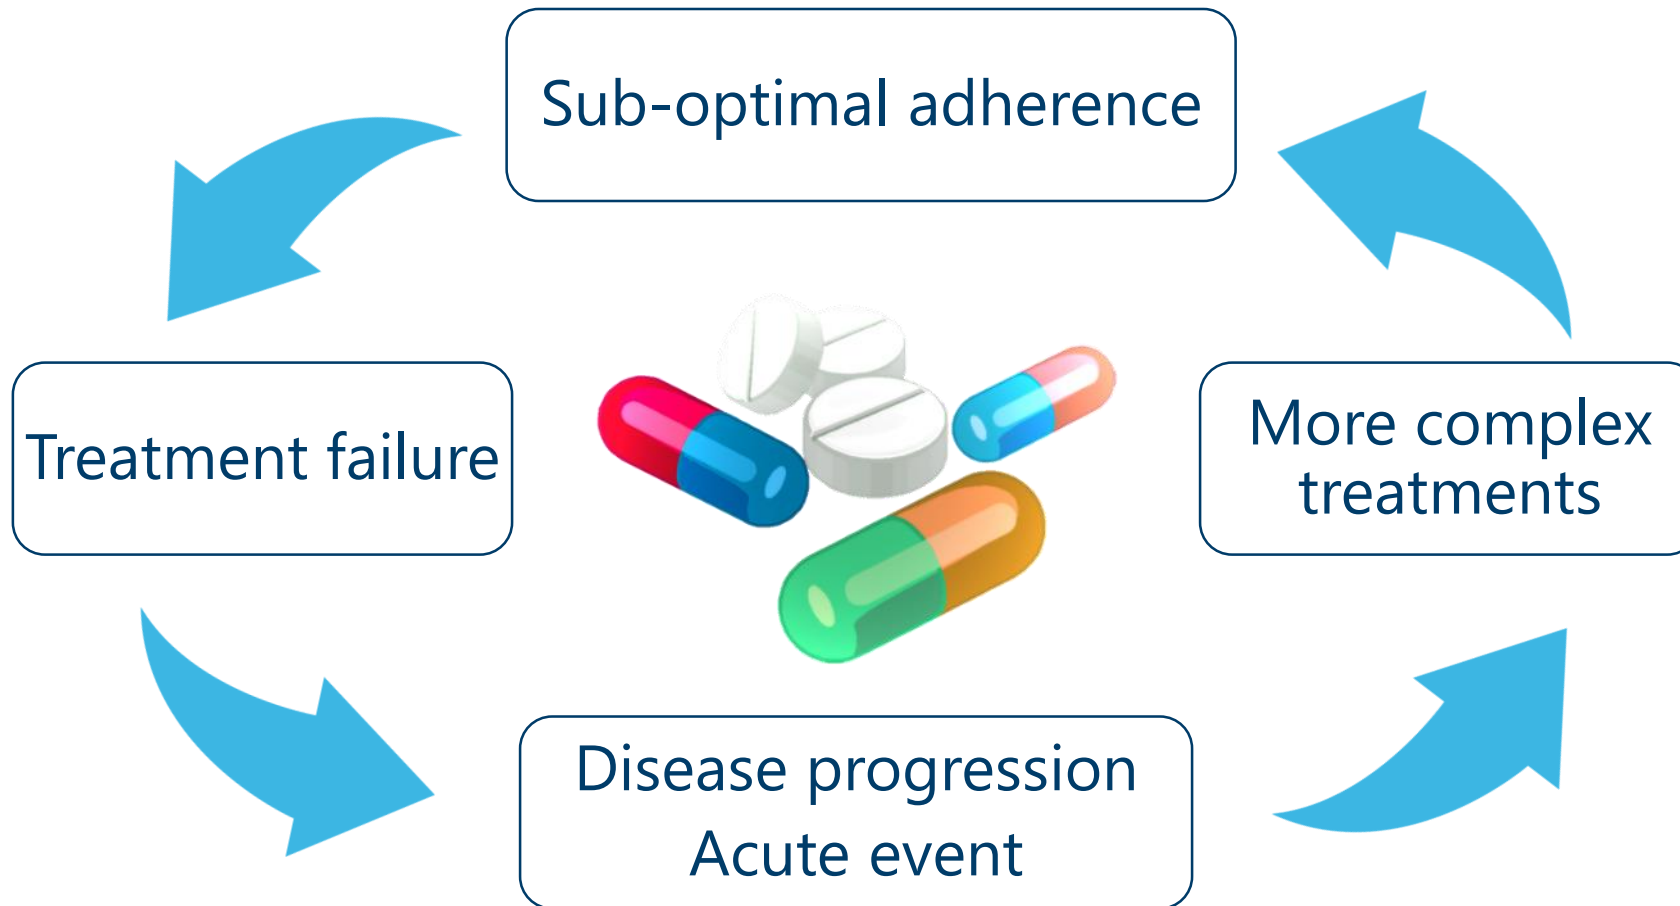 Sub-optimal adherence
Treatment failure
More complex
treatments
Disease progression
Acute event